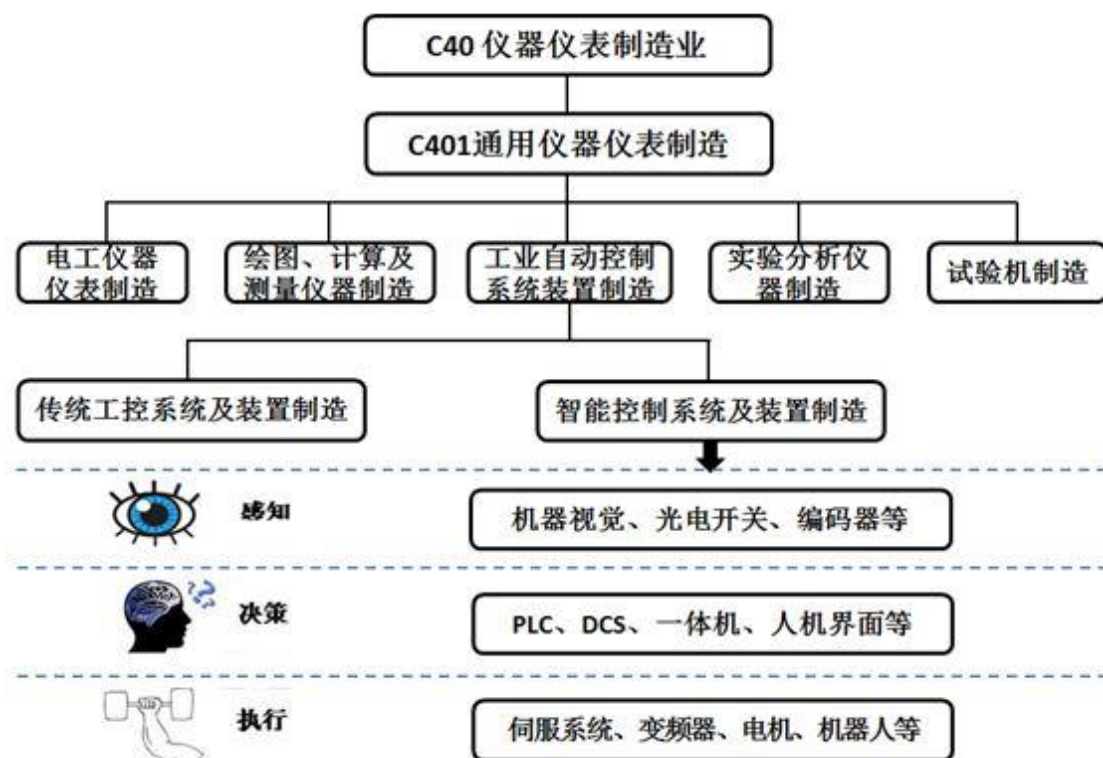 C40 仪器仪表制造业
C401通用仪器仪表制造
电工仪器
仪表制造
绘图、计算及
测量仪器制造
工业自动控制
系统装置制造
实验分析仪
器制造
试验机制造
传统工控系统及装置制造
智能控制系统及装置制造
感知
机器视觉、光电开关、编码器等
???
决策
PLC、DCS、一体机、人机界面等
执行
伺服系统、变频器、电机、机器人等